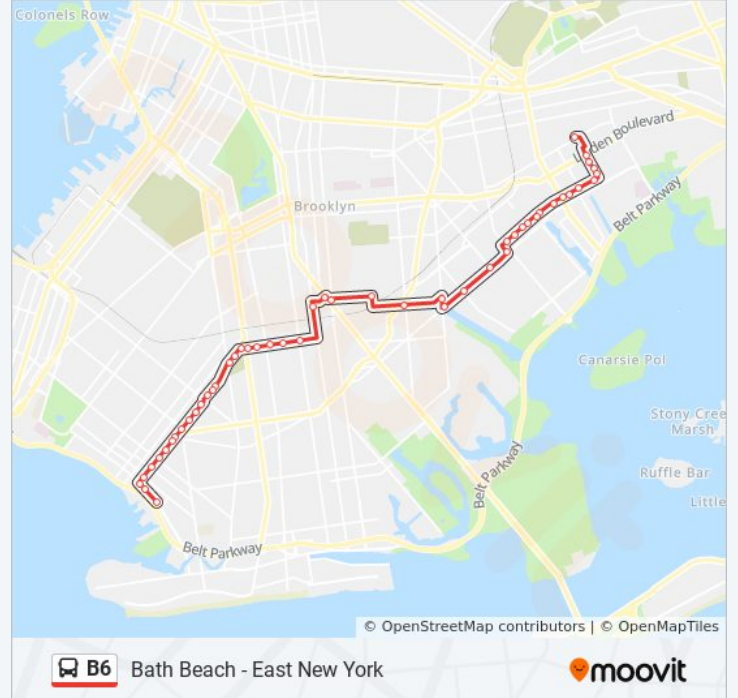 Colonels Row
Linden Boulevard
Brooklyn
Belt Parkway
Canarsie Pol
Stony Cree
Marsh
Ruffle Bar
Little
Belt Parkway
Belt Parkway
© OpenStreetMap contributors | © OpenMapTiles
B6 Bath Beach - East New York
moovit